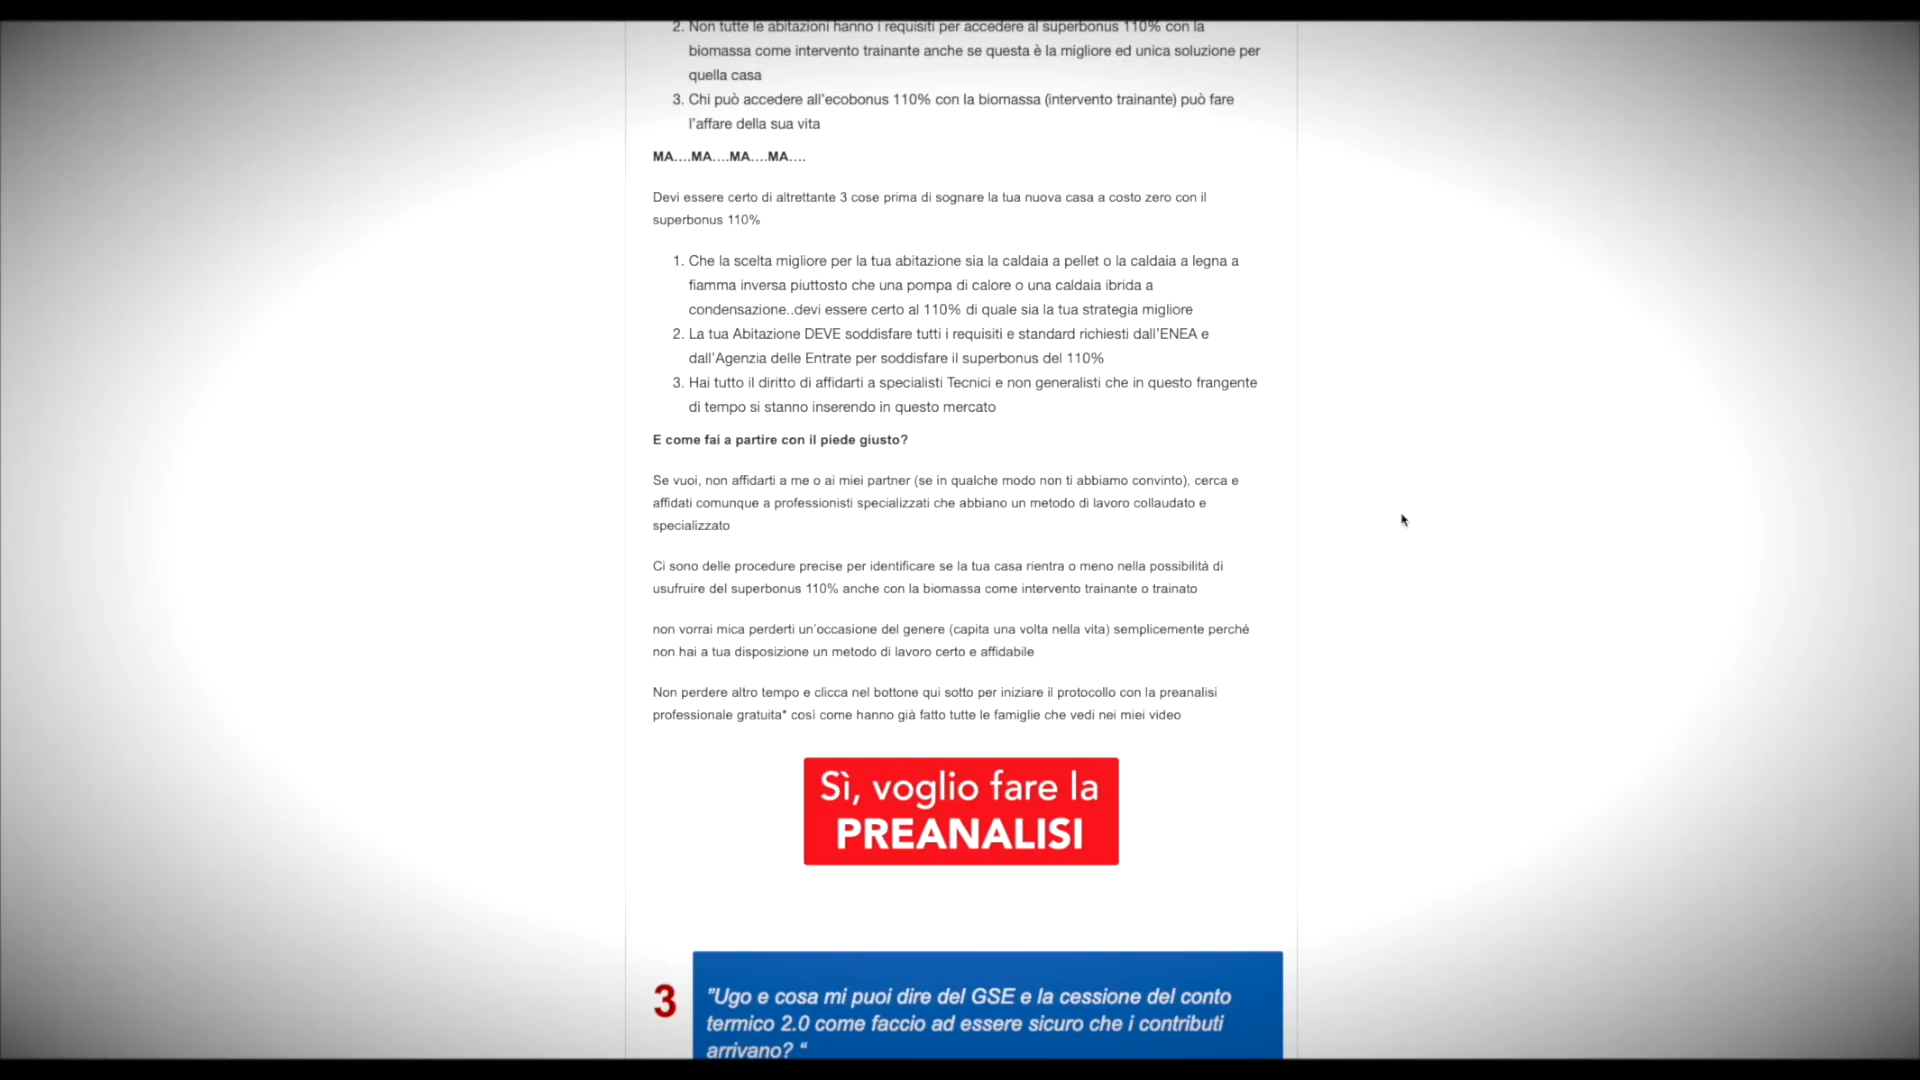 2. Non tutte le abitazioni hanno i requisiti per accedere al superbonus 110% con la
biomassa come intervento trainante anche se questa è la migliore ed unica soluzione per
quella casa
3. Chi può accedere all'ecobonus 110% con la biomassa (intervento trainante) può fare
l'affare della sua vita
MA....MA....MA....MA....
Devi essere certo di altrettante 3 cose prima di sognare la tua nuova casa a costo zero con il
superbonus 110%
1. Che la scelta migliore per la tua abitazione sia la caldaia a pellet o la caldaia a legna a
fiamma inversa piuttosto che una pompa di calore o una caldaia ibrida a
condensazione..devi essere certo al 110% di quale sia la tua strategia migliore
2. La tua Abitazione DEVE soddisfare tutti i requisiti e standard richiesti dall'ENEA e
dall'Agenzia delle Entrate per soddisfare il superbonus del 110%
3. Hai tutto il diritto di affidarti a specialisti Tecnici e non generalisti che in questo frangente
di tempo si stanno inserendo in questo mercato
E come fai a partire con il piede giusto?
Se vuoi, non affidarti a me o ai miei partner (se in qualche modo non ti abbiamo convinto), cerca e
affidati comunque a professionisti specializzati che abbiano un metodo di lavoro collaudato e
specializzato
Ci sono delle procedure precise per identificare se la tua casa rientra o meno nella possibilità di
usufruire del superbonus 110% anche con la biomassa come intervento trainante o trainato
non vorrai mica perderti un'occasione del genere (capita una volta nella vita) semplicemente perché
non hai a tua disposizione un metodo di lavoro certo e affidabile
Non perdere altro tempo e clicca nel bottone qui sotto per iniziare il protocollo con la preanalisi
professionale gratuita* così come hanno già fatto tutte le famiglie che vedi nei miei video
Sì, voglio fare la
PREANALISI
3
"Ugo e cosa mi puoi dire del GSE e la cessione del conto
termico 2.0 come faccio ad essere sicuro che i contributi
arrivano? "